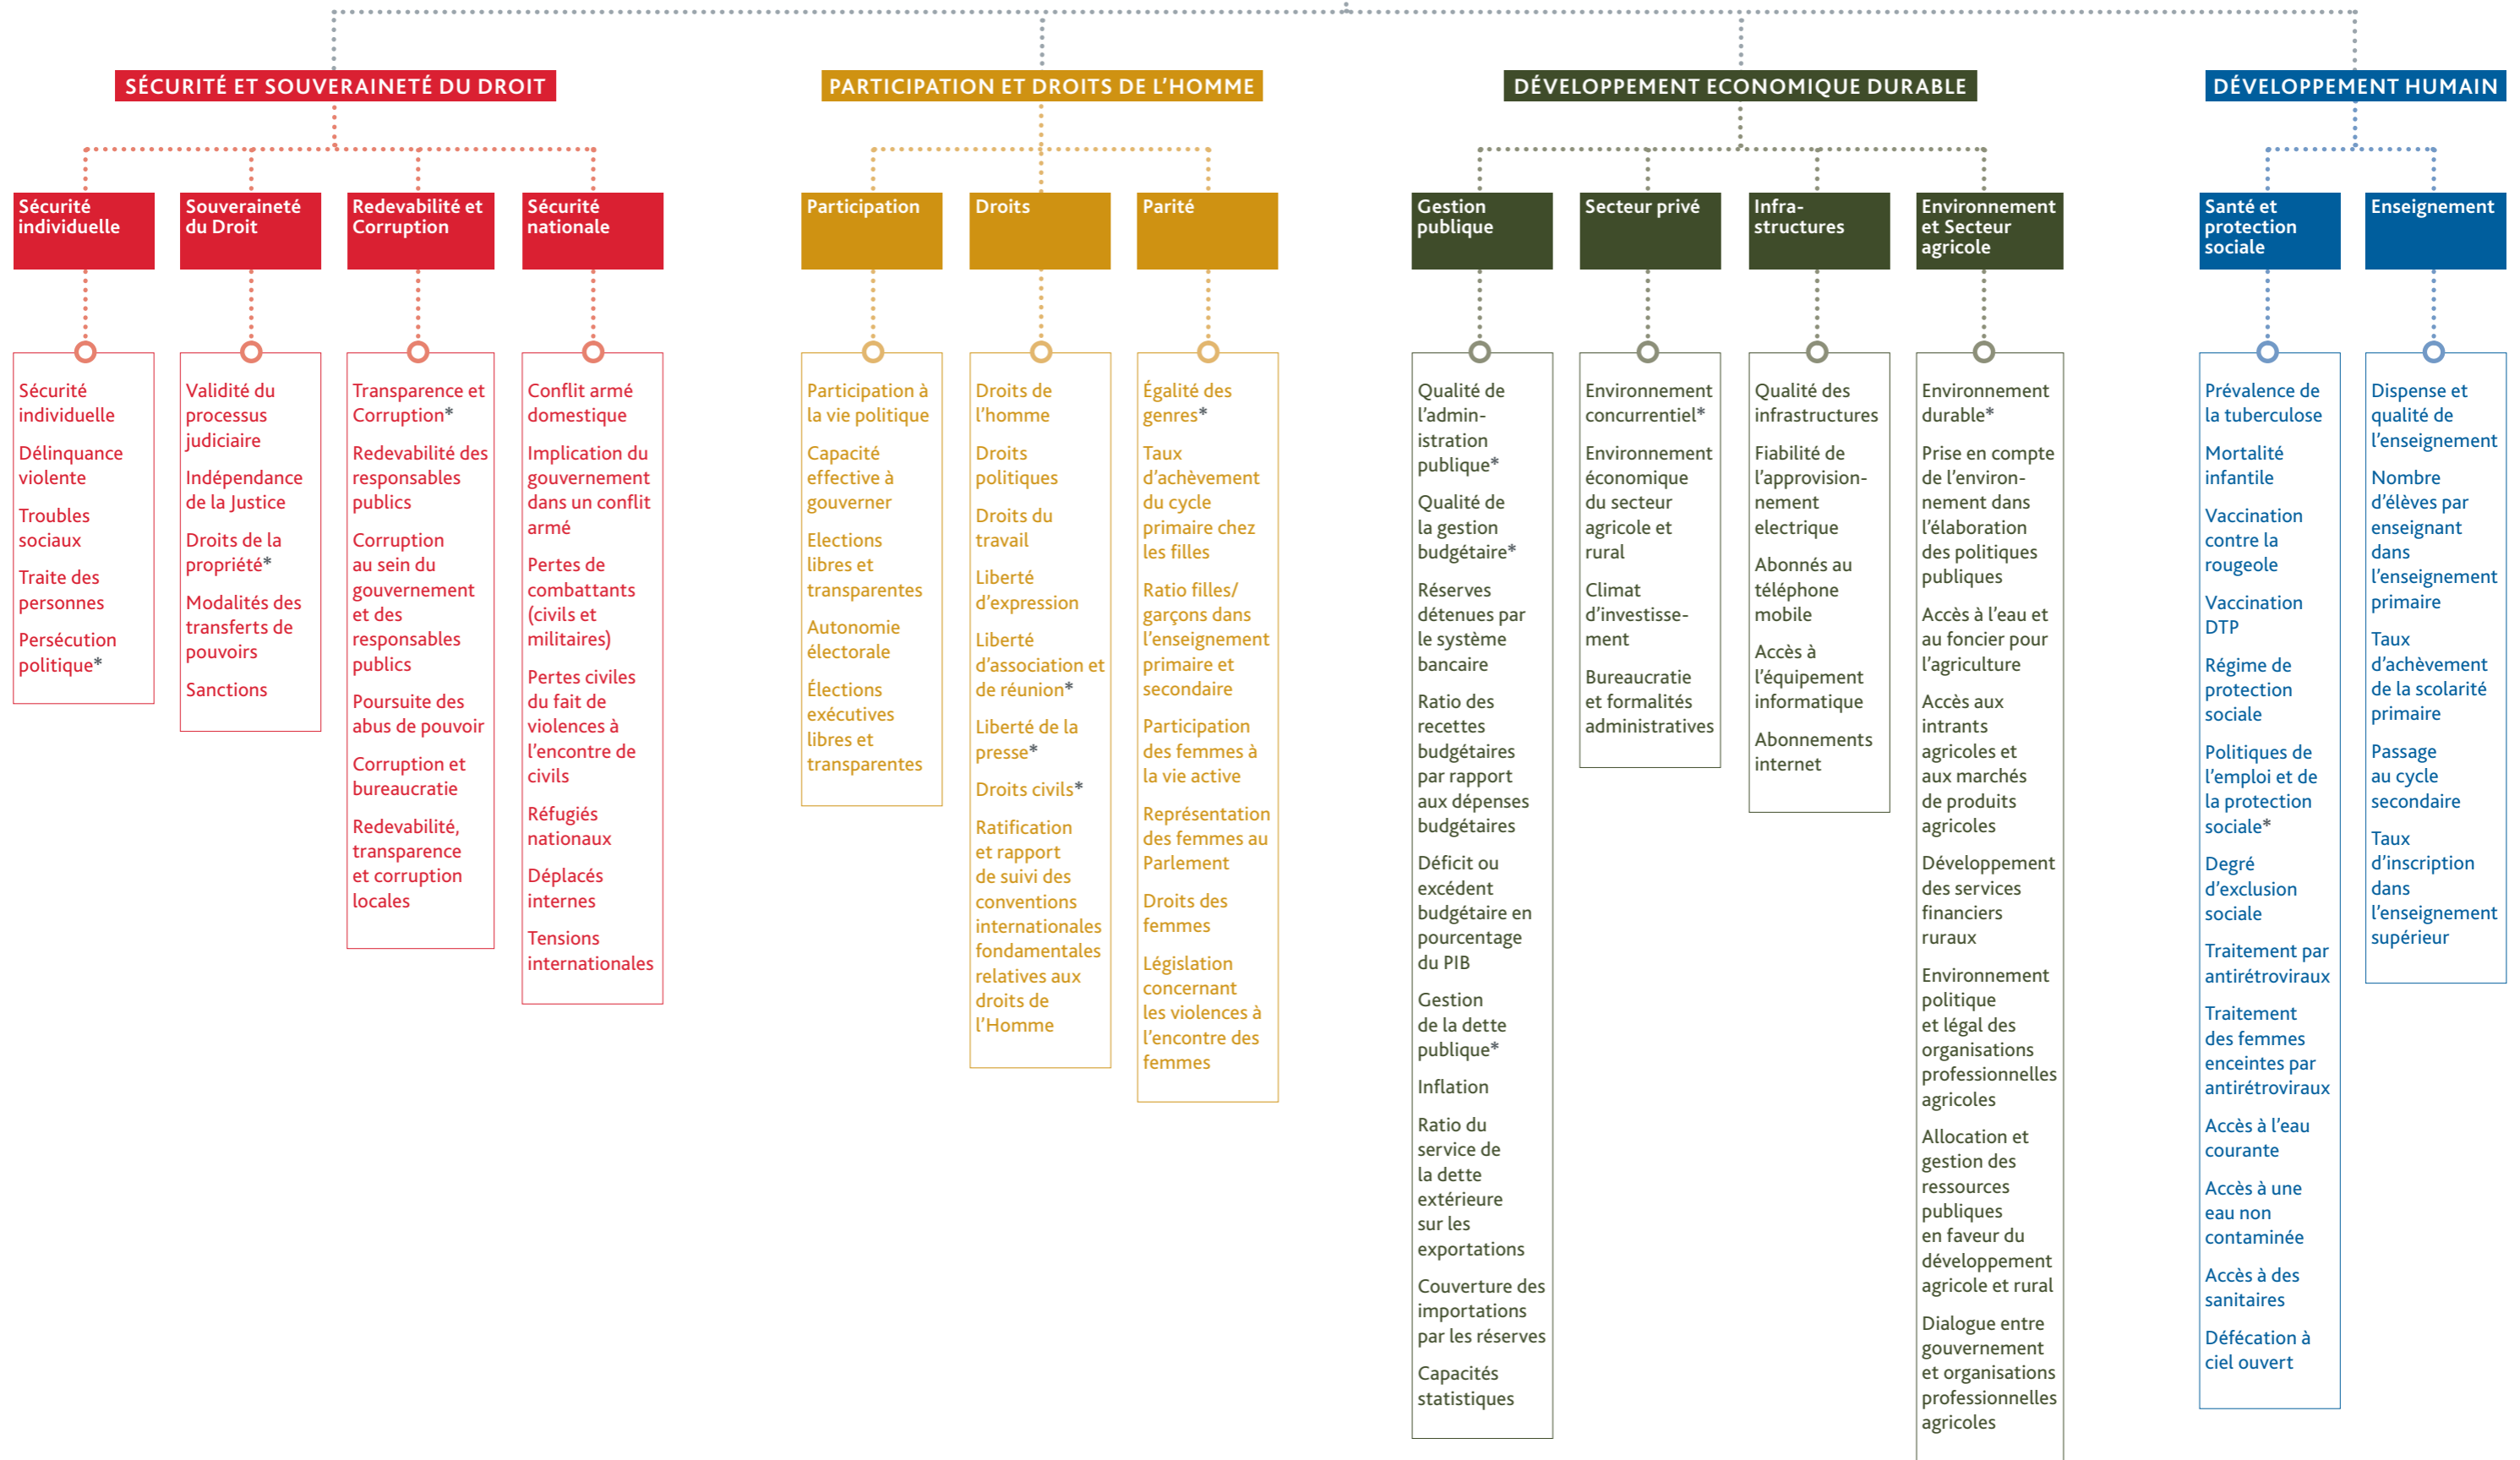 SÉCURITÉ ET SOUVERAINETÉ DU DROIT
Sécurité
individuelle
Sécurité
individuelle
Délinquance
violente
Troubles
sociaux
Traite des
personnes
Persécution
politique*
Souveraineté
du Droit
Validité du
processus
judiciaire
Indépendance
de la Justice
Droits de la
propriété*
Modalités des
transferts de
pouvoirs
Sanctions
Redevabilité et
Corruption
Transparence et
Corruption*
Redevabilité des
responsables
publics
Corruption
au sein du
gouvernement
et des
responsables
publics
Poursuite des
abus de pouvoir
Corruption et
bureaucratie
Redevabilité,
transparence
et corruption
locales
Sécurité
nationale
Conflit armé
domestique
Implication du
gouvernement
dans un conflit
armé
Pertes de
combattants
(civils et
militaires)
Pertes civiles
du fait de
violences à
l'encontre de
civils
Réfugiés
nationaux
Déplacés
internes
Tensions
internationales
PARTICIPATION ET DROITS DE L'HOMME
Participation
Participation à
la vie politique
Capacité
effective à
gouverner
Elections
libres et
transparentes
Autonomie
électorale
Élections
exécutives
libres et
transparentes
Droits
Droits de
l'homme
Droits
politiques
Droits du
travail
Liberté
d'expression
Liberté
d'association et
de réunion*
Liberté de la
presse*
Droits civils*
Ratification
et rapport
de suivi des
conventions
internationales
fondamentales
relatives aux
droits de
l'Homme
Parité
Égalité des
genres*
Taux
d'achèvement
du cycle
primaire chez
les filles
Ratio filles/
garçons dans
l'enseignement
primaire et
secondaire
Participation
des femmes à
la vie active
Représentation
des femmes au
Parlement
Droits des
femmes
Législation
concernant
les violences à
l'encontre des
femmes
DÉVELOPPEMENT ECONOMIQUE DURABLE
Gestion
publique
Qualité de
l'admin-
istration
publique*
Qualité de
la gestion
budgétaire*
Réserves
détenues par
le système
bancaire
Ratio des
recettes
budgétaires
par rapport
aux dépenses
budgétaires
Déficit ou
excédent
budgétaire en
pourcentage
du PIB
Gestion
de la dette
publique*
Inflation
Ratio du
service de
la dette
extérieure
sur les
exportations
Couverture des
importations
par les réserves
Capacités
statistiques
Secteur privé
Environnement
concurrentiel*
Environnement
économique
du secteur
agricole et
rural
Climat
d'investisse-
ment
Bureaucratie
et formalités
administratives
Infra-
structures
Qualité des
infrastructures
Fiabilité de
l'approvision-
nement
electrique
Abonnés au
téléphone
mobile
Accès à
l'équipement
informatique
Abonnements
internet
Environnement
et Secteur
agricole
Environnement
durable*
Prise en compte
de l'environ-
nement dans
l'élaboration
des politiques
publiques
Accès à l'eau et
au foncier pour
l'agriculture
Accès aux
intrants
agricoles et
aux marchés
de produits
agricoles
Développement
des services
financiers
ruraux
Environnement
politique
et légal des
organisations
professionnelles
agricoles
Allocation et
gestion des
ressources
publiques
en faveur du
développement
agricole et rural
Dialogue entre
gouvernement
et organisations
professionnelles
agricoles
DÉVELOPPEMENT HUMAIN
Santé et
protection
sociale
Prévalence de
la tuberculose
Mortalité
infantile
Vaccination
contre la
rougeole
Vaccination
DTP
Régime de
protection
sociale
Politiques de
l'emploi et de
la protection
sociale*
Degré
d'exclusion
sociale
Traitement par
antirétroviraux
Traitement
des femmes
enceintes par
antirétroviraux
Accès à l'eau
courante
Accès à une
eau non
contaminée
Accès à des
sanitaires
Défécation à
ciel ouvert
Enseignement
Dispense et
qualité de
l'enseignement
Nombre
d'élèves par
enseignant
dans
l'enseignement
primaire
Taux
d'achèvement
de la scolarité
primaire
Passage
au cycle
secondaire
Taux
d'inscription
dans
l'enseignement
supérieur